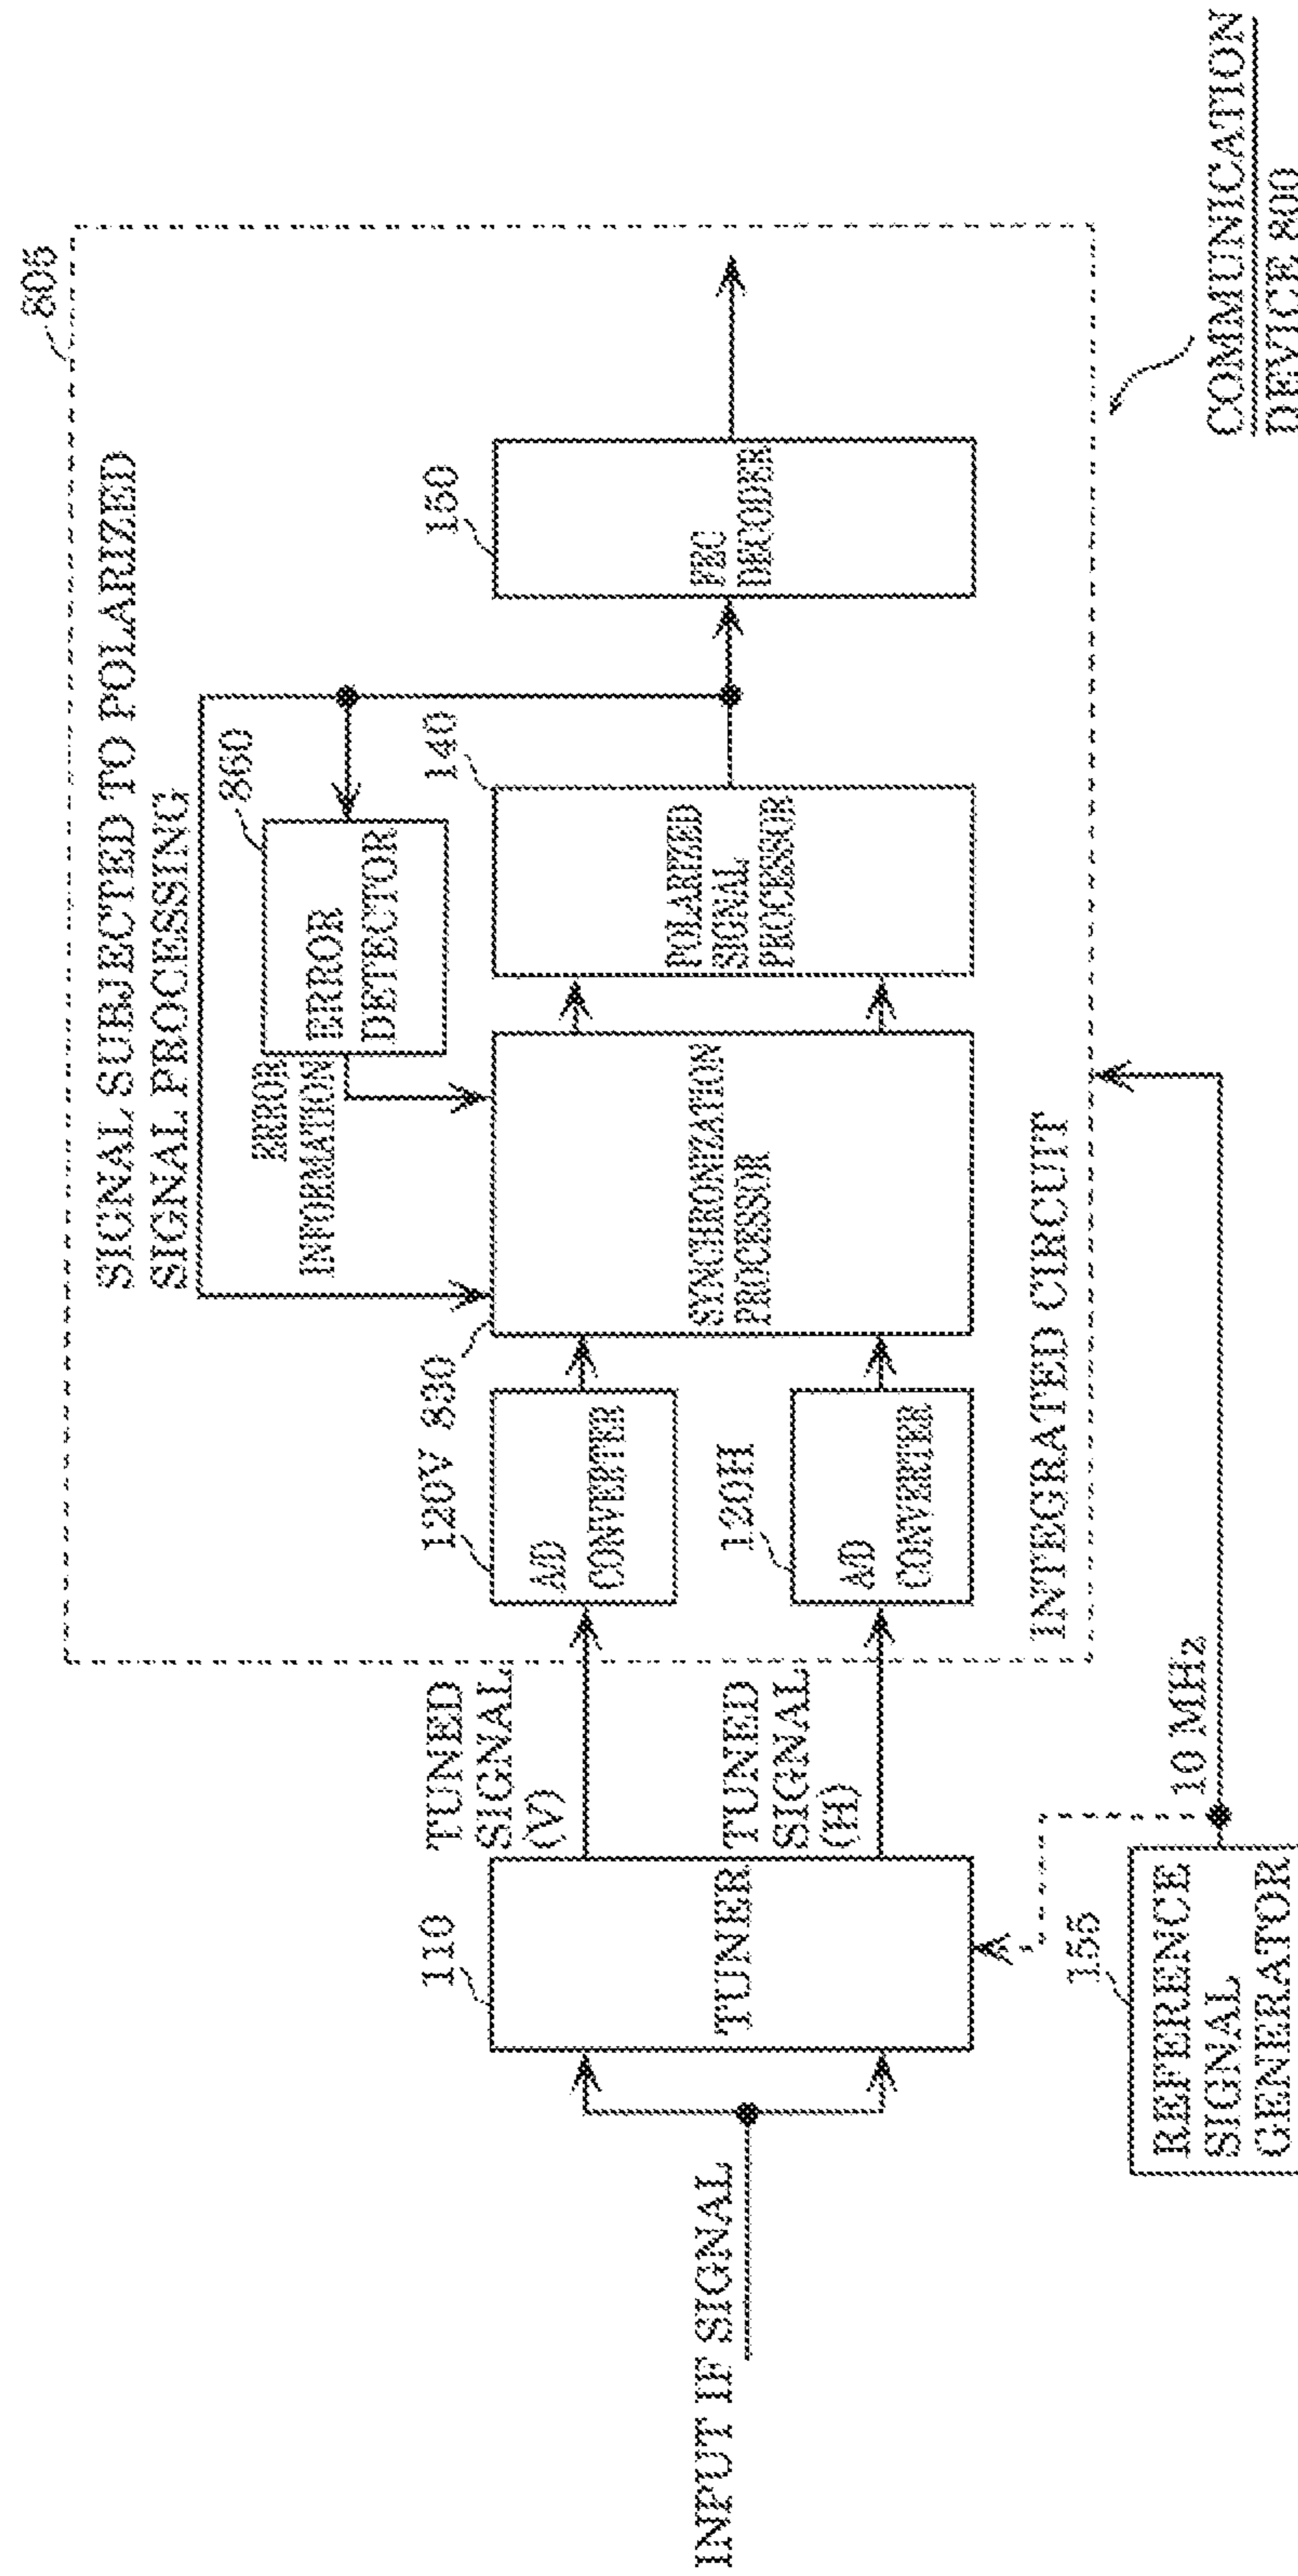 805
SIGNAL SUBJECTED TO POLARIZED
SIGNAL PROCESSING
860
ERROR
INFORMATION
ERROR
DETECTOR
110
TUNED
SIGNAL
(V)
120V
830
140
150
INPUT IF SIGNAL
TUNER
TUNED
SIGNAL
(H)
A/D
CONVERTER
120H
A/D
CONVERTER
SYNCHRONIZATION
PROCESSOR
POLARIZED
SIGNAL
PROCESSOR
FEC
DECODER
INTEGRATED CIRCUIT
155
REFERENCE
SIGNAL
GENERATOR
10 MHz
COMMUNICATION
DEVICE 800